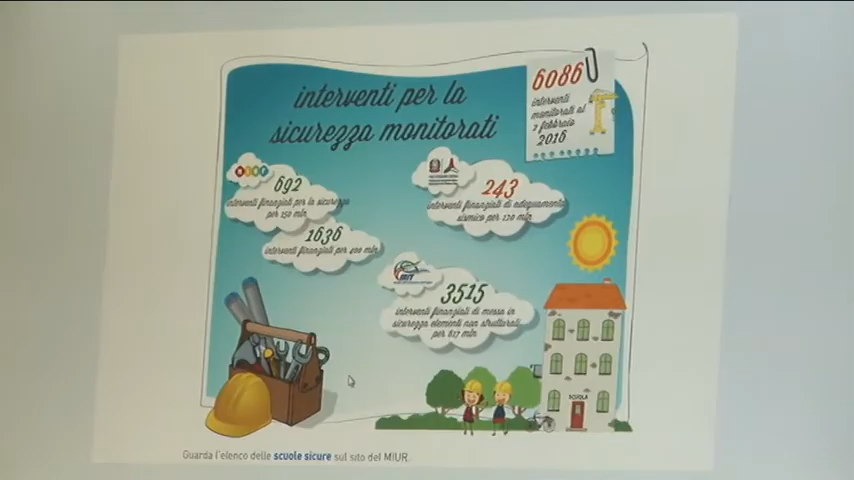 interventi per la
sicurezza monitorati
6086
interventi
monitorati al
2 febbraio
2016
692
interventi finanziati per la sicurezza
per 150 mln
1636
interventi finanziati per 400 mln
243
interventi finanziati di adeguamento
sismico per 170 mln
MIT
3515
interventi finanziati di messa in
sicurezza elementi non strutturali
per 617 mln
SCUOLA
Guarda l'elenco delle scuole sicure sul sito del MIUR.